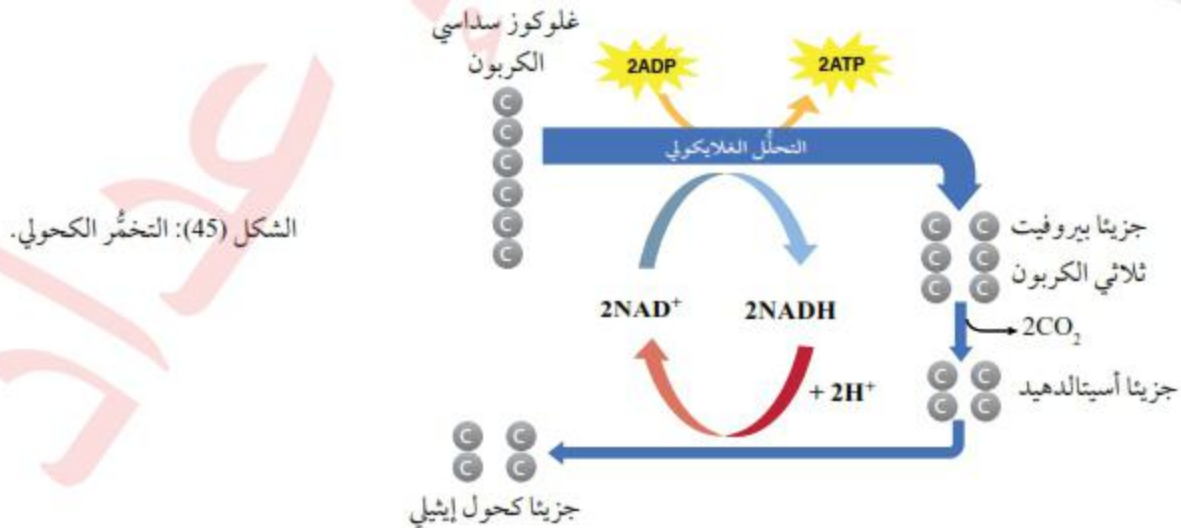 غلوكوز سداسي
الكربون
2ADP
2ATP
C
C
C
C
C
C
التحلُّل الغلايكولي
جزيئا بيروفيت
ثلاثي الكربون
C C
C C
C C
الشكل (45): التخمُّر الكحولي.
2NAD⁺
2NADH
2CO₂
+ 2H⁺
جزيئا أسيتالدهيد
C C
C C
C C
C C
جزيئا كحول إيثيلي